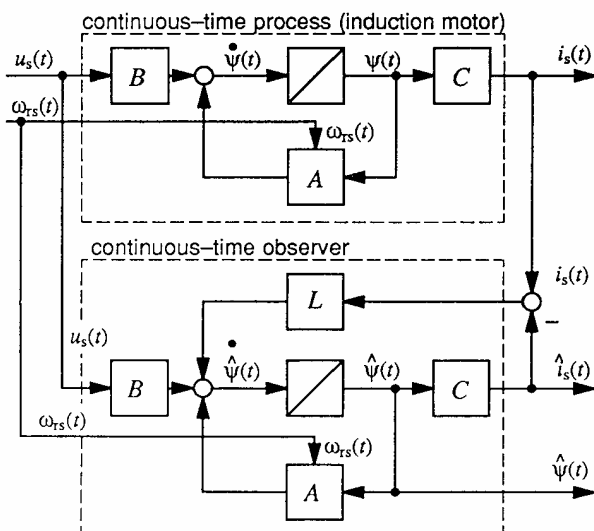 continuous–time process (induction motor)
u_s(t)
B
ψ̇(t)
ψ(t)
C
i_s(t)
ω_rs(t)
ω_rs(t)
A
continuous–time observer
L
i_s(t)
–
u_s(t)
B
ψ̂̇(t)
ψ̂(t)
C
î_s(t)
ω_rs(t)
ω_rs(t)
A
ψ̂(t)